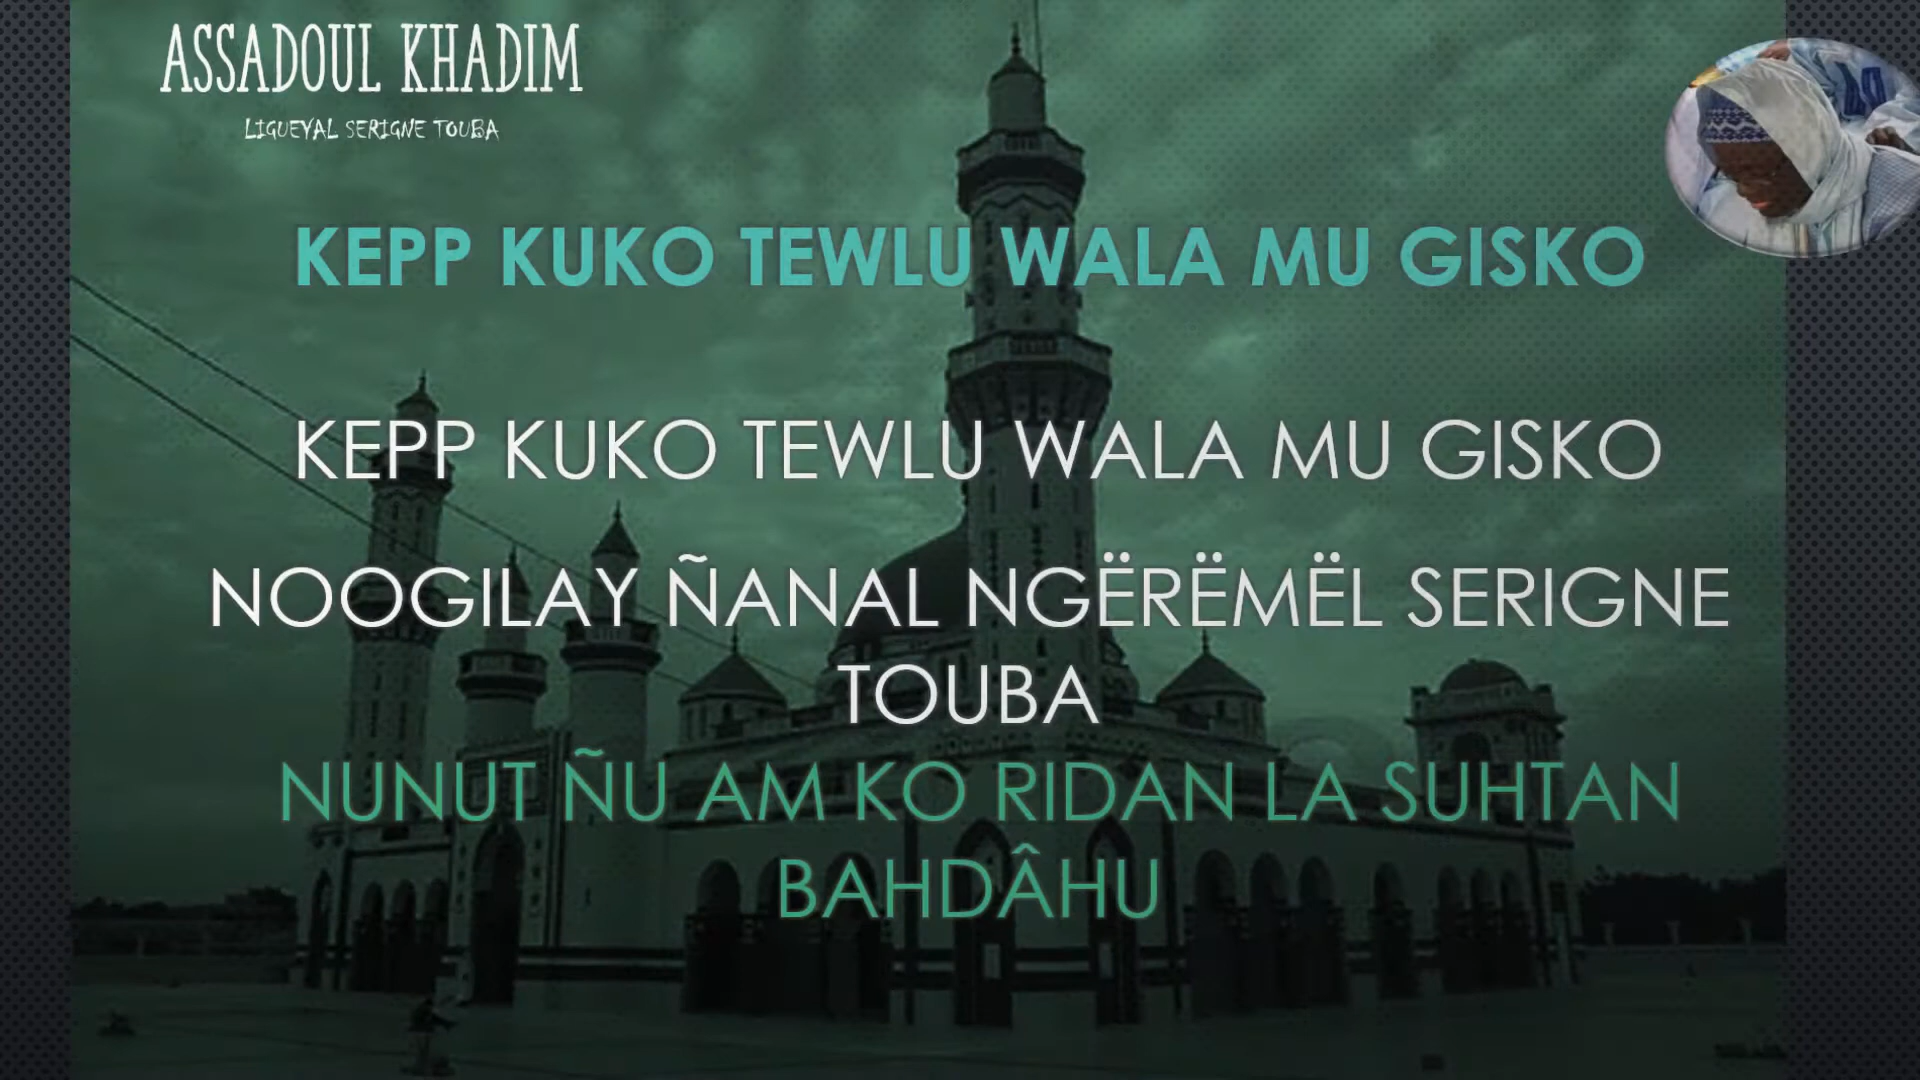 ASSADOUL KHADIM
LIGUEYAL SERIGNE TOUBA
KEPP KUKO TEWLU WALA MU GISKO
KEPP KUKO TEWLU WALA MU GISKO
NOOGILAY ÑANAL NGËRËMËL SERIGNE
TOUBA
NUNUT ÑU AM KO RIDAN LA SUHTAN
BAHDÂHU